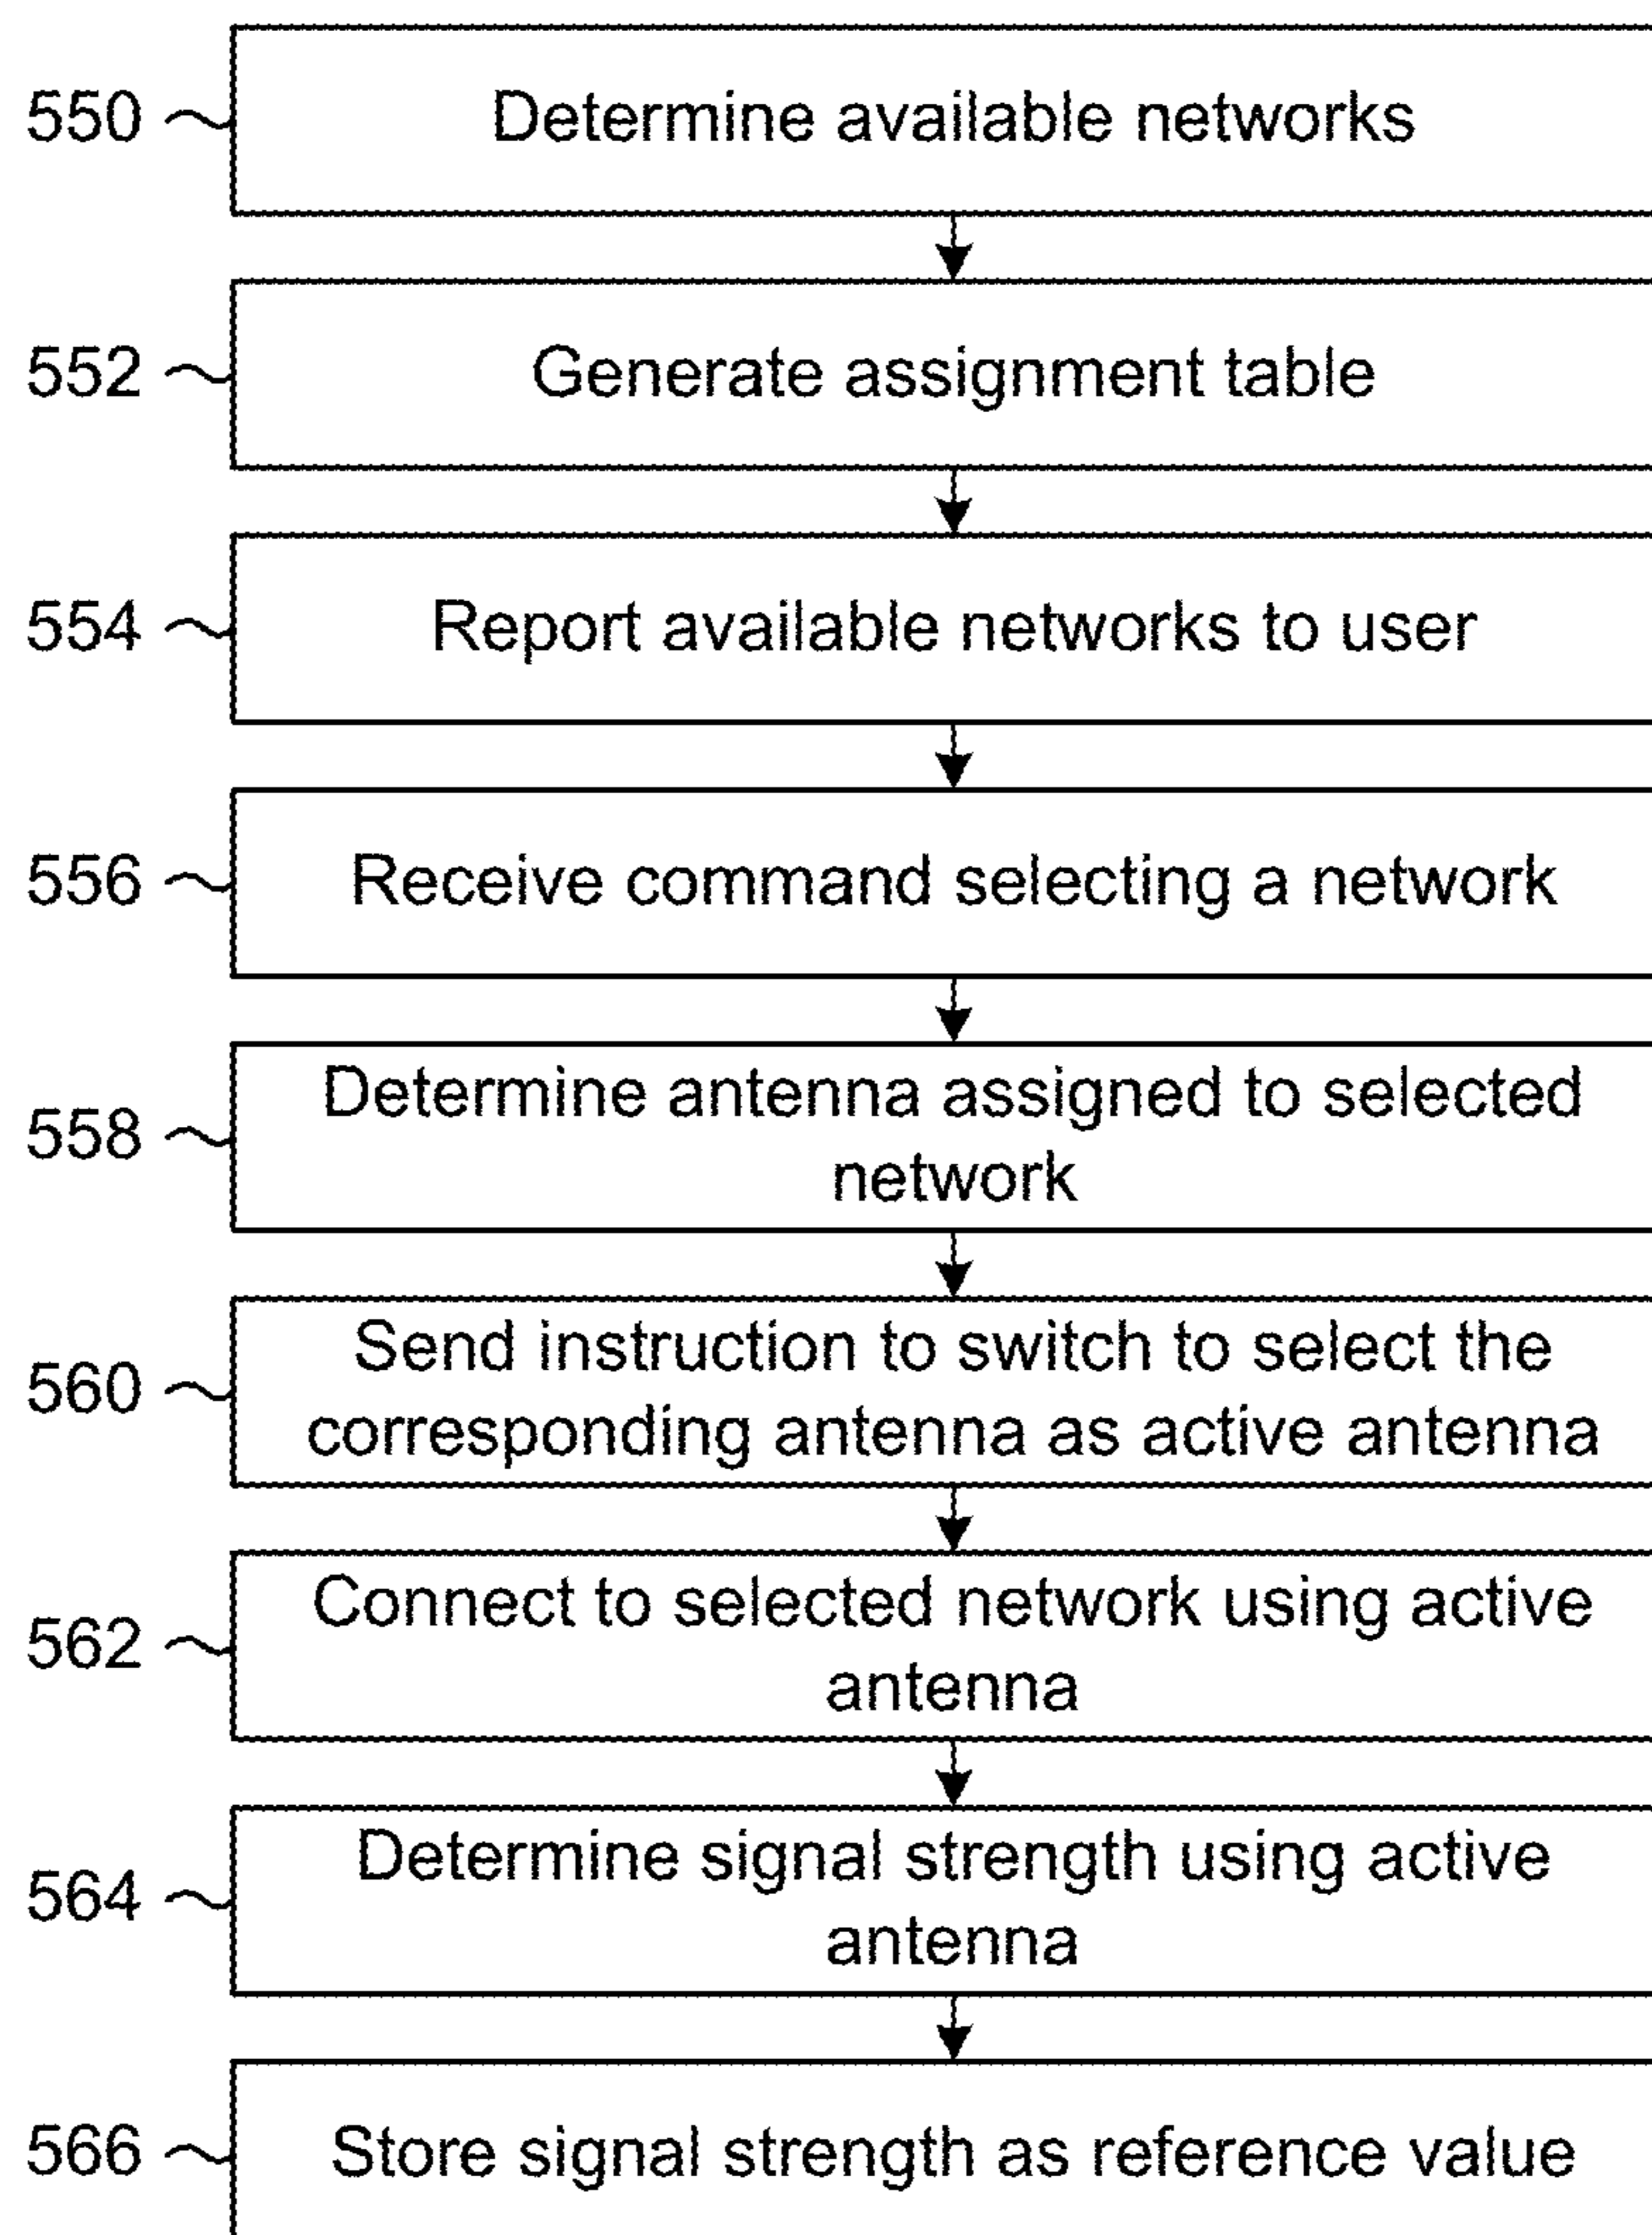 550
Determine available networks
552
Generate assignment table
554
Report available networks to user
556
Receive command selecting a network
558
Determine antenna assigned to selected
network
560
Send instruction to switch to select the
corresponding antenna as active antenna
562
Connect to selected network using active
antenna
564
Determine signal strength using active
antenna
566
Store signal strength as reference value